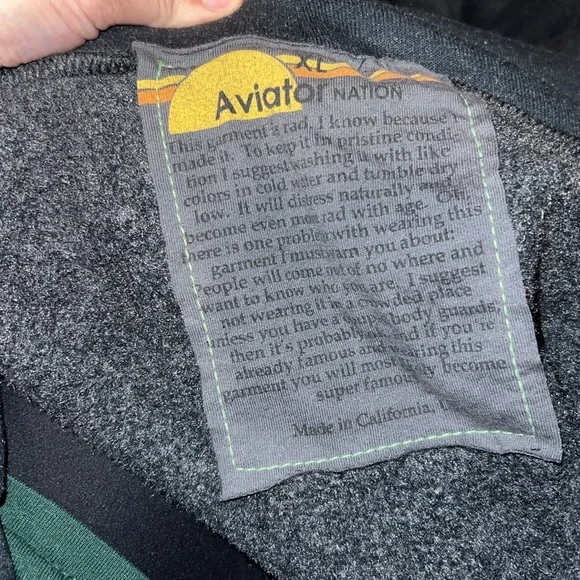 XL
Aviator NATION
This garment is rad, I know because I
made it. To keep it in pristine condi-
tion I suggest washing it with like
colors in cold water and tumble dry
low. It will distress naturally and
become even more rad with age. Oh,
there is one problem with wearing this
garment I must warn you about:
People will come out of no where and
want to know who you are. I suggest
not wearing it in a crowded place
unless you have a super body guards,
then it's probably ok and if you're
already famous and wearing this
garment you will most likely become
super famous.
Made in California,